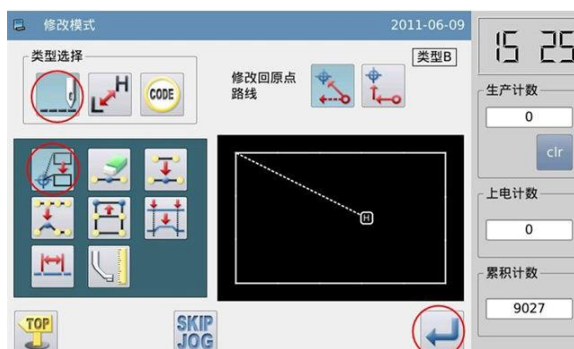 修改模式
2011-06-09
15 25
类型选择
类型B
修改回原点
路线
L H
CODE
生产计数
0
clr
上电计数
0
累积计数
9027
H
TOP
SKIP
JOG